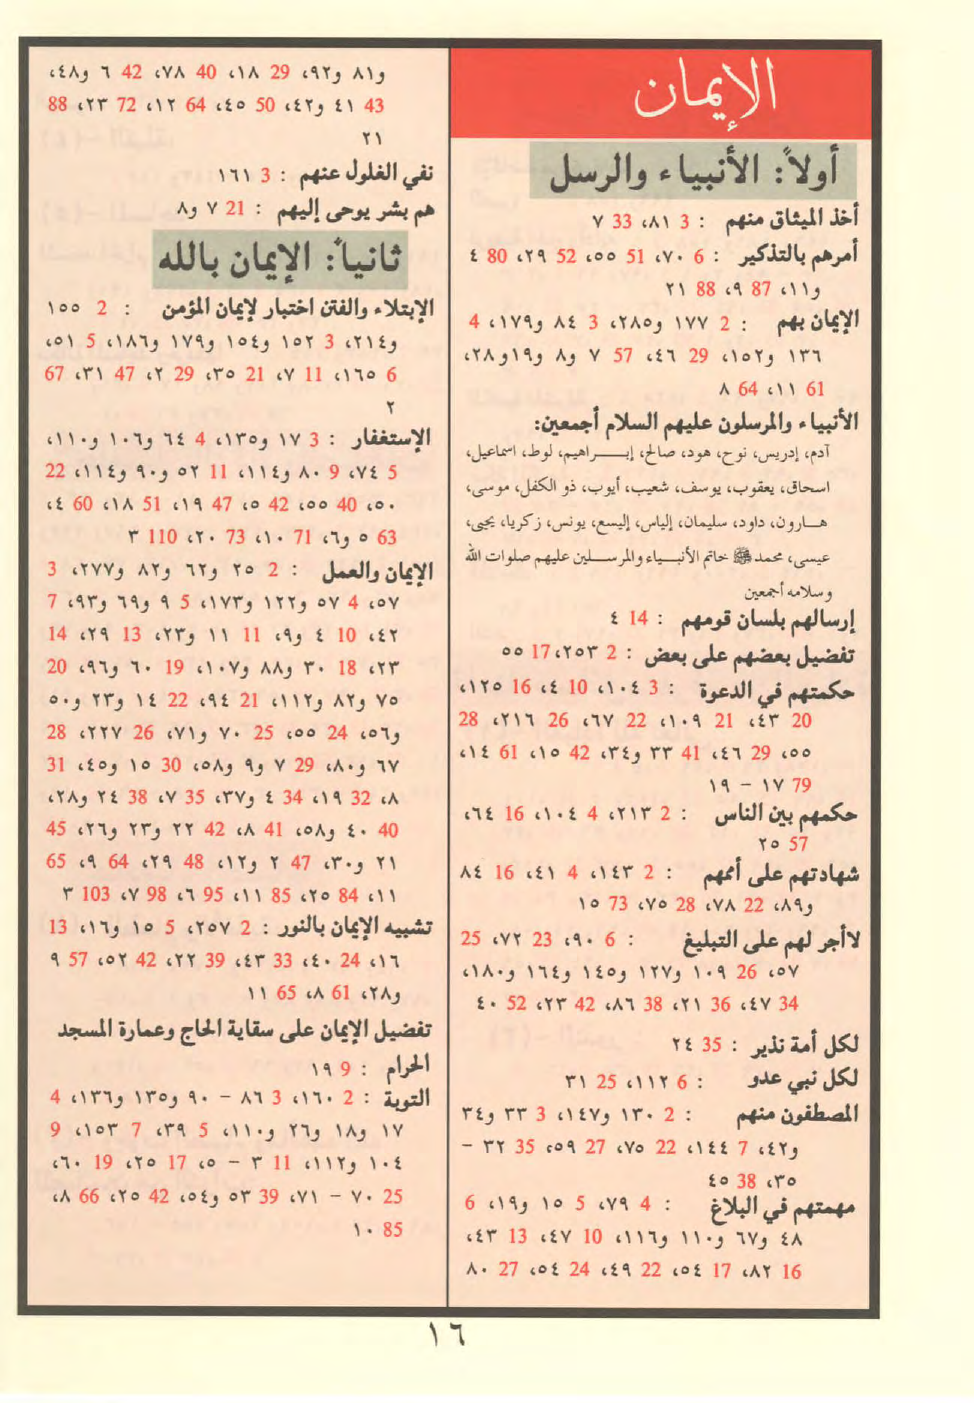 الإيمان
أولاً: الأنبياء والرسل
أخذ الميثاق منهم : 3 ٨١، 33 ٧
أمرهم بالتذكير : 6 ٧٠، 51 ٥٥، 52 ٢٩، 80 ٤
و١١، 87 ٩، 88 ٢١
الإيمان بهم : 2 ١٧٧ و٢٨٥، 3 ٨٤ و١٧٩، 4
١٣٦ و١٥٢، 29 ٤٦، 57 ٧ و٨ و١٩و٢٨،
61 ١١، 64 ٨
الأنبياء والمرسلون عليهم السلام أجمعين:
آدم، إدريس، نوح، هود، صالح، إبـــراهيم، لوط، اسماعيل،
اسحاق، يعقوب، يوسف، شعيب، أيوب، ذو الكفل، موسى،
هـارون، داود، سليمان، إلياس، إليسع، يونس، زكريا، يحيى،
عيسى، محمد ﷺ خاتم الأنبـــياء والمرســـلين عليهم صلوات الله
وسلامه أجمعين
إرسالهم بلسان قومهم : 14 ٤
تفضيل بعضهم على بعض : 2 ٢٥٣، 17 ٥٥
حكمتهم في الدعوة : 3 ١٠٤، 10 ٤، 16 ١٢٥،
20 ٤٣، 21 ١٠٩، 22 ٦٧، 26 ٢١٦، 28
٥٥، 29 ٤٦، 41 ٣٣ و٣٤، 42 ١٥، 61 ١٤،
79 ١٧ - ١٩
حكمهم بين الناس : 2 ٢١٣، 4 ١٠٤، 16 ٦٤،
57 ٢٥
شهادتهم على أممهم : 2 ١٤٣، 4 ٤١، 16 ٨٤
و٨٩، 22 ٧٨، 28 ٧٥، 73 ١٥
لاأجر لهم على التبليغ : 6 ٩٠، 23 ٧٢، 25
٥٧، 26 ١٠٩ و١٢٧ و١٤٥ و١٦٤ و١٨٠،
34 ٤٧، 36 ٢١، 38 ٨٦، 42 ٢٣، 52 ٤٠
لكل أمة نذير : 35 ٢٤
لكل نبي عدو : 6 ١١٢، 25 ٣١
المصطفون منهم : 2 ١٣٠ و١٤٧، 3 ٣٣ و٣٤
و٤٢، 7 ١٤٤، 22 ٧٥، 27 ٥٩، 35 ٣٢ -
٣٥، 38 ٤٥
مهمتهم في البلاغ : 4 ٧٩، 5 ١٥ و١٩، 6
٤٨ و٦٧ و١١٠ و١١٦، 10 ٤٧، 13 ٤٣،
16 ٨٢، 17 ٥٤، 22 ٤٩، 24 ٥٤، 27 ٨٠
و٨١ و٩٢، 29 ١٨، 40 ٧٨، 42 ٦ و٤٨،
43 ٤١ و٤٢، 50 ٤٥، 64 ١٢، 72 ٢٣، 88
٢١
نفي الغلول عنهم : 3 ١٦١
هم بشر يوحى إليهم : 21 ٧ و٨
ثانياً: الإيمان بالله
الإبتلاء والفتن اختبار لإيمان المؤمن : 2 ١٥٥
و٢١٤، 3 ١٥٢ و١٥٤ و١٧٩ و١٨٦، 5 ٥١،
6 ١٦٥، 11 ٧، 21 ٣٥، 29 ٢، 47 ٣١، 67
٢
الإستغفار : 3 ١٧ و١٣٥، 4 ٦٤ و١٠٦ و١١٠،
5 ٧٤، 9 ٨٠ و١١٤، 11 ٥٢ و٩٠ و١١٤، 22
٥٠، 40 ٥٥، 42 ٥، 47 ١٩، 51 ١٨، 60 ٤،
63 ٥ و٦، 71 ١٠، 73 ٢٠، 110 ٣
الإيمان والعمل : 2 ٢٥ و٦٢ و٨٢ و٢٧٧، 3
٥٧، 4 ٥٧ و١٢٢ و١٧٣، 5 ٩ و٦٩ و٩٣، 7
٤٢، 10 ٤ و٩، 11 ١١ و٢٣، 13 ٢٩، 14
٢٣، 18 ٣٠ و٨٨ و١٠٧، 19 ٦٠ و٩٦، 20
٧٥ و٨٢ و١١٢، 21 ٩٤، 22 ١٤ و٢٣ و٥٠
و٥٦، 24 ٥٥، 25 ٧٠ و٧١، 26 ٢٢٧، 28
٦٧ و٨٠، 29 ٧ و٩ و٥٨، 30 ١٥ و٤٥، 31
٨، 32 ١٩، 34 ٤ و٣٧، 35 ٧، 38 ٢٤ و٢٨،
40 ٤٠ و٥٨، 41 ٨، 42 ٢٢ و٢٣ و٢٦، 45
٢١ و٣٠، 47 ٢ و١٢، 48 ٢٩، 64 ٩، 65
١١، 84 ٢٥، 85 ١١، 95 ٦، 98 ٧، 103 ٣
تشبيه الإيمان بالنور : 2 ٢٥٧، 5 ١٥ و١٦، 13
١٦، 24 ٤٠، 33 ٤٣، 39 ٢٢، 42 ٥٢، 57 ٩
و٢٨، 61 ٨، 65 ١١
تفضيل الإيمان على سقاية الحاج وعمارة المسجد
الحرام : 9 ١٩
التوبة : 2 ١٦٠، 3 ٨٦ - ٩٠ و١٣٥ و١٣٦، 4
١٧ و١٨ و٢٦ و١١٠، 5 ٣٩، 7 ١٥٣، 9
١٠٤ و١١٢، 11 ٣ - ٥، 17 ٢٥، 19 ٦٠،
25 ٧٠ - ٧١، 39 ٥٣ و٥٤، 42 ٢٥، 66 ٨،
85 ١٠
١٦